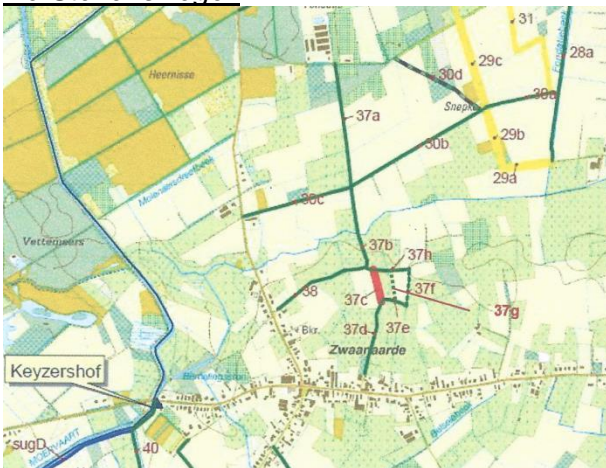 31
28a
29c
30d
Heernisse
Snepke
30a
37a
29b
30b
29a
30c
Vettemeers
37b
37h
38
37c
37f
37g
37e
Bkr.
37d
Zwaanaarde
Keyzershof
sugD
MOERVAART
40